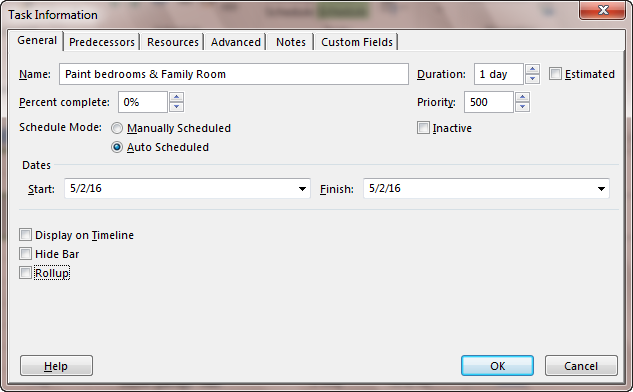 Task Information
General Predecessors Resources Advanced Notes Custom Fields
Name: Paint bedrooms & Family Room Duration: 1 day Estimated
Percent complete: 0% Priority: 500
Schedule Mode: Manually Scheduled Inactive
Auto Scheduled
Dates
Start: 5/2/16 Finish: 5/2/16
Display on Timeline
Hide Bar
Rollup
Help OK Cancel